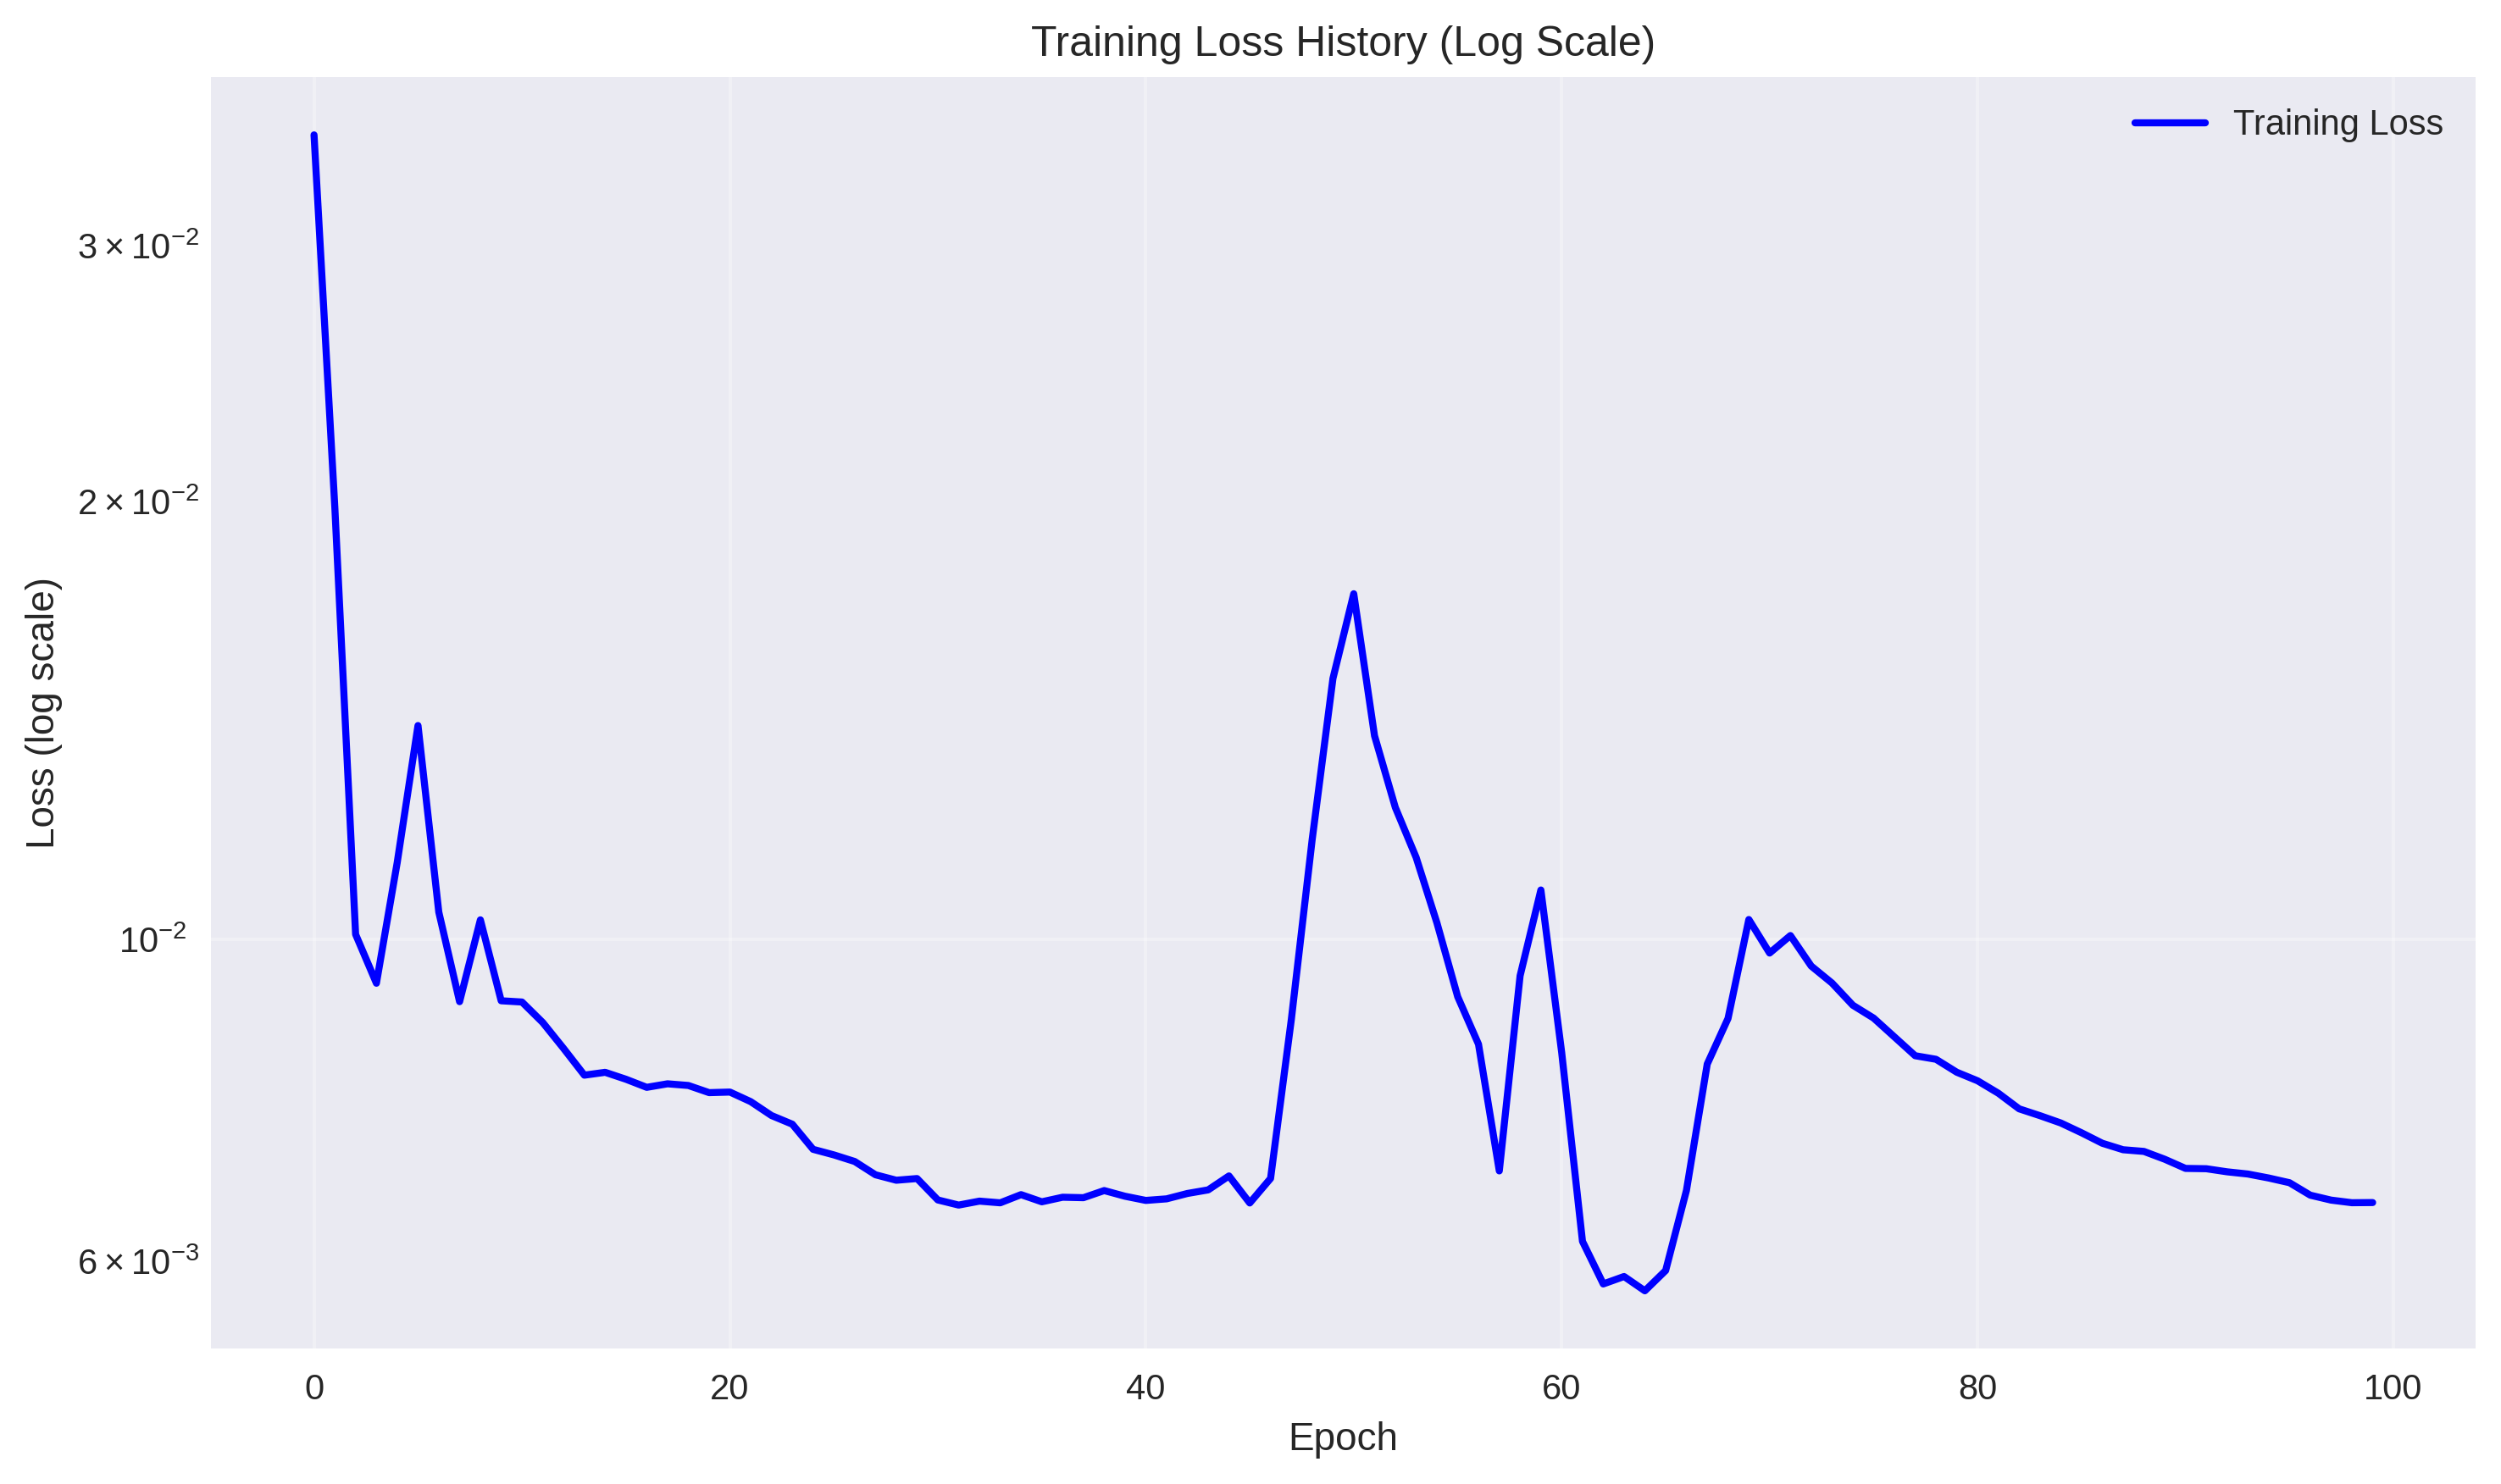 Training Loss History (Log Scale)
Training Loss
3 × 10⁻²
2 × 10⁻²
10⁻²
6 × 10⁻³
Loss (log scale)
0 20 40 60 80 100
Epoch